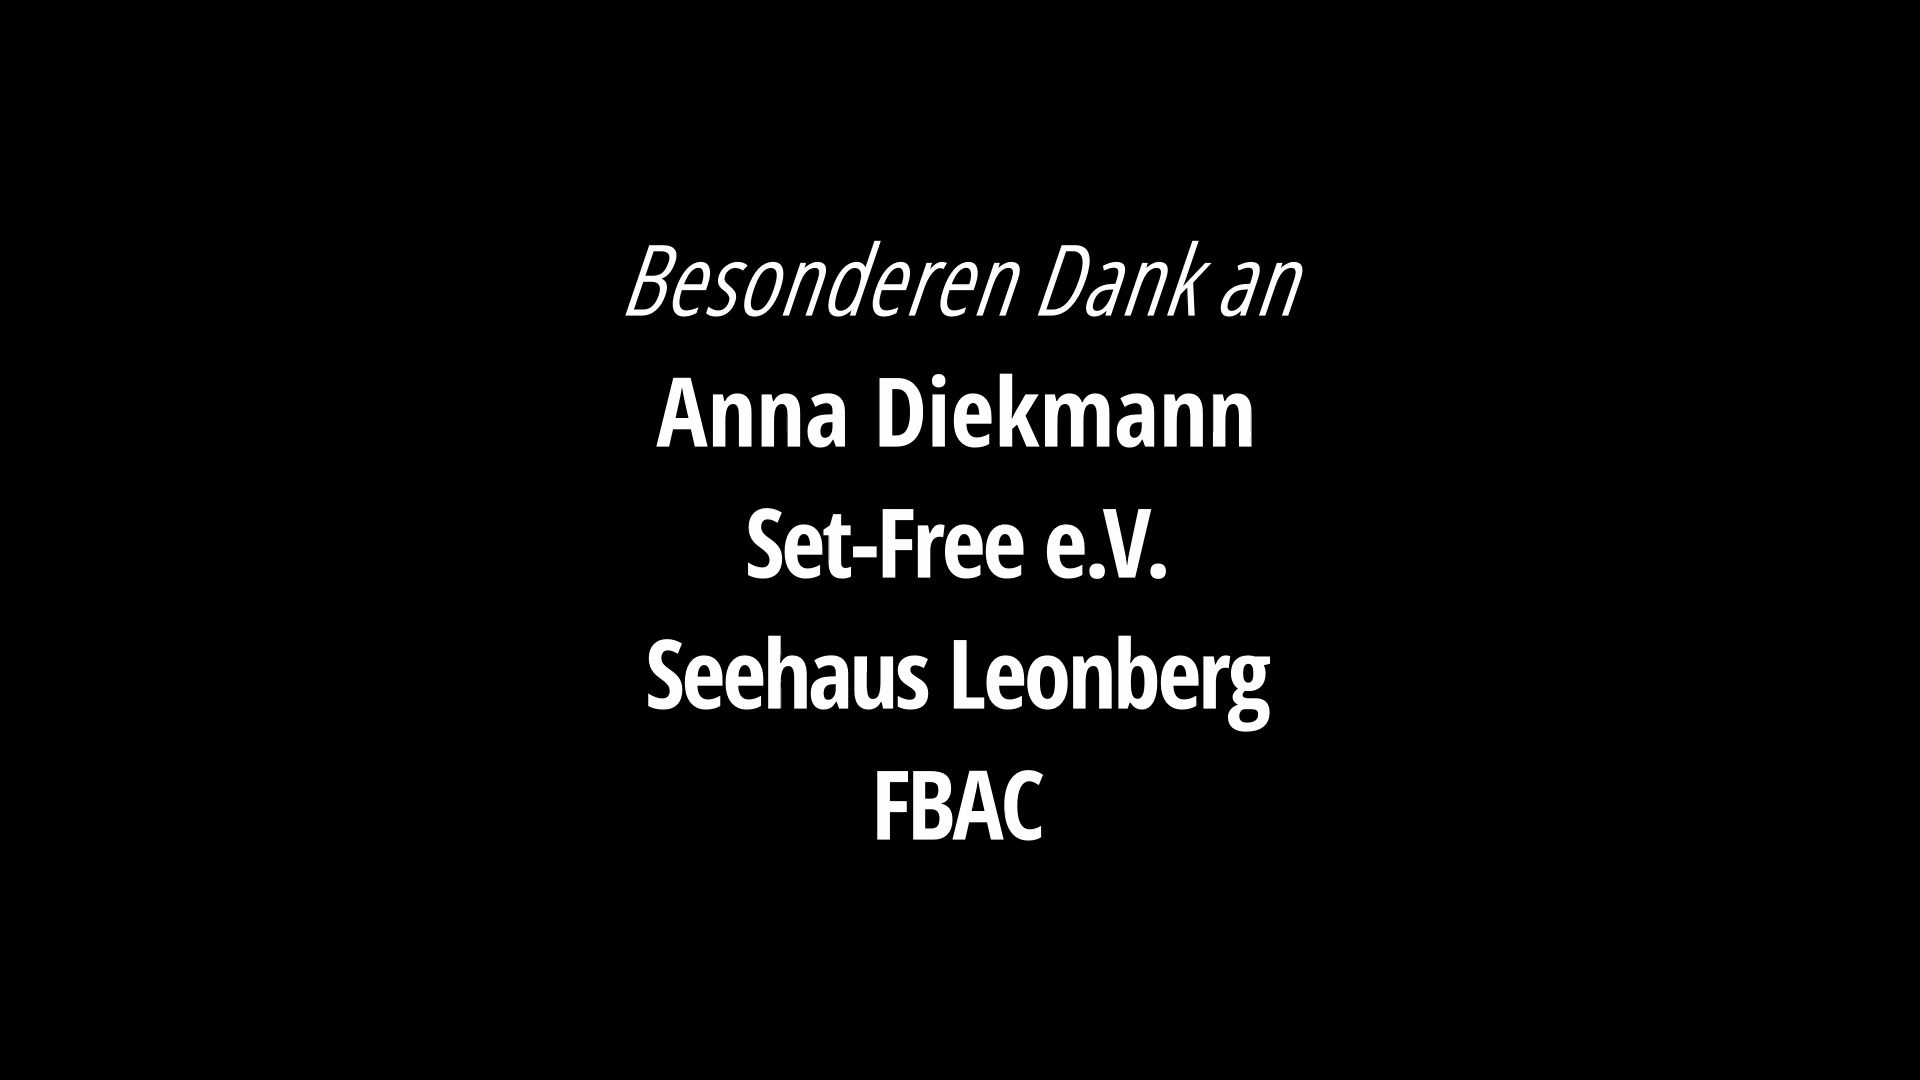 Besonderen Dank an
Anna Diekmann
Set-Free e.V.
Seehaus Leonberg
FBAC